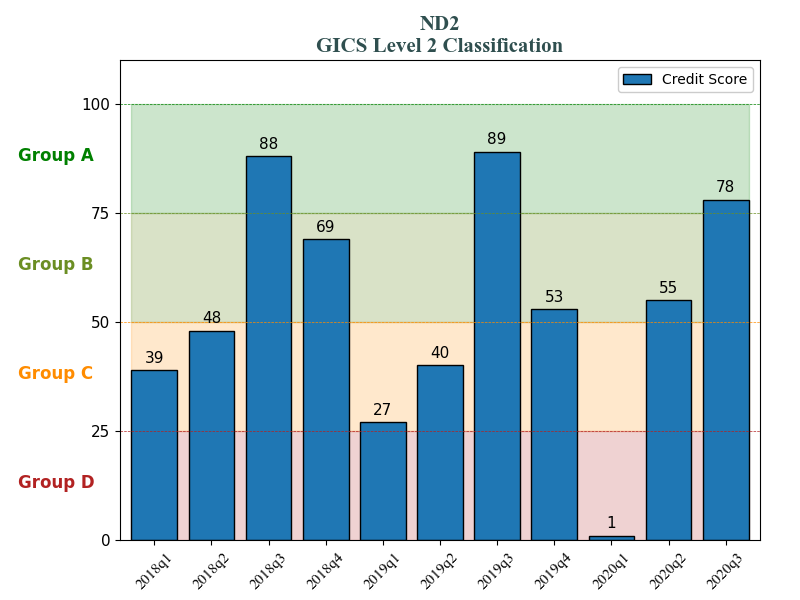 ND2
GICS Level 2 Classification
Credit Score
100
Group A
88
89
78
75
69
Group B
55
53
50
48
40
39
Group C
27
25
Group D
1
0
2018q1 2018q2 2018q3 2018q4 2019q1 2019q2 2019q3 2019q4 2020q1 2020q2 2020q3